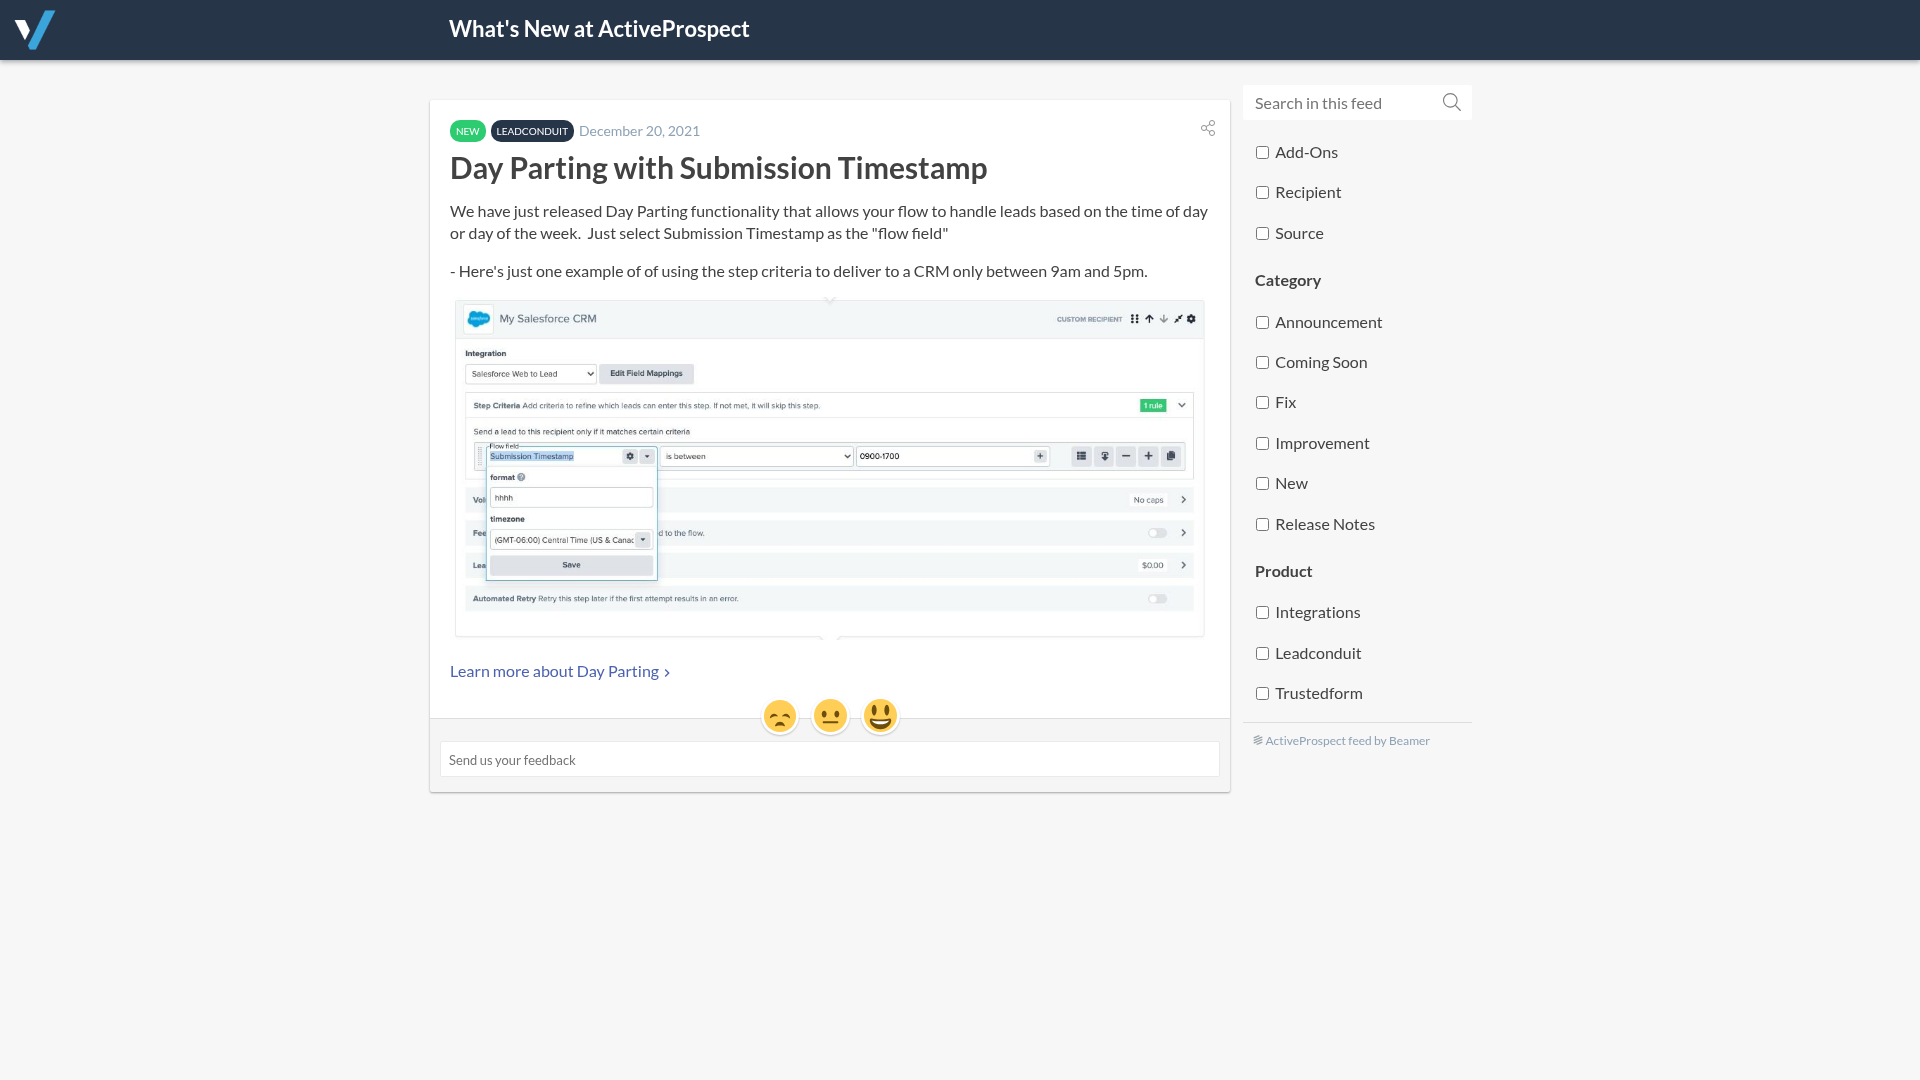 What's New at ActiveProspect
NEW LEADCONDUIT December 20, 2021
Day Parting with Submission Timestamp
We have just released Day Parting functionality that allows your flow to handle leads based on the time of day
or day of the week.  Just select Submission Timestamp as the "flow field"
- Here's just one example of of using the step criteria to deliver to a CRM only between 9am and 5pm.
My Salesforce CRM CUSTOM RECIPIENT
Integration
Salesforce Web to Lead Edit Field Mappings
Step Criteria Add criteria to refine which leads can enter this step. If not met, it will skip this step. 1 rule
Send a lead to this recipient only if it matches certain criteria
Flow field
Submission Timestamp is between 0900-1700
format
hhhh
timezone
(GMT-06:00) Central Time (US & Canac
Save
Vol No caps
Fee d to the flow.
Lea $0.00
Automated Retry Retry this step later if the first attempt results in an error.
Learn more about Day Parting
Send us your feedback
Search in this feed
Add-Ons
Recipient
Source
Category
Announcement
Coming Soon
Fix
Improvement
New
Release Notes
Product
Integrations
Leadconduit
Trustedform
ActiveProspect feed by Beamer